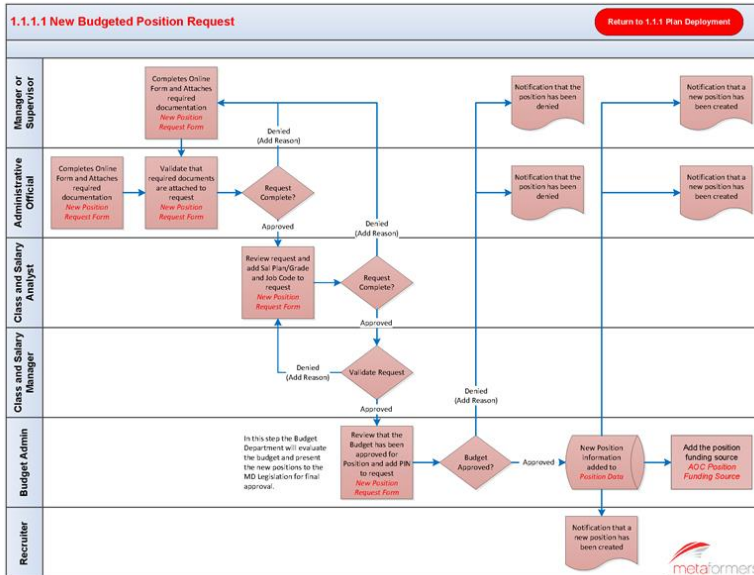 1.1.1.1 New Budgeted Position Request
Return to 1.1.1 Plan Deployment
Manager or
Supervisor
Completes Online
Form and Attaches
required
documentation
New Position
Request Form
Denied
(Add Reason)
Notification that the
position has been
denied
Notification that a
new position has
been created
Administrative
Official
Completes Online
Form and Attaches
required
documentation
New Position
Request Form
Validate that
required documents
are attached to
request
New Position
Request Form
Request
Complete?
Approved
Denied
(Add Reason)
Notification that the
position has been
denied
Notification that a
new position has
been created
Class and Salary
Analyst
Review request and
add Sal Plan/Grade
and Job Code to
request
New Position
Request Form
Request
Complete?
Approved
Class and Salary
Manager
Denied
(Add Reason)
Validate Request
Approved
Denied
(Add Reason)
Budget Admin
In this step the Budget
Department will evaluate
the budget and present
the new positions to the
MD Legislation for final
approval.
Review that the
Budget has been
approved for
Position and add PIN
to request
New Position
Request Form
Budget
Approved?
Approved
New Position
information
added to
Position Data
Add the position
funding source
AOC Position
Funding Source
Recruiter
Notification that a
new position has
been created
metaformers